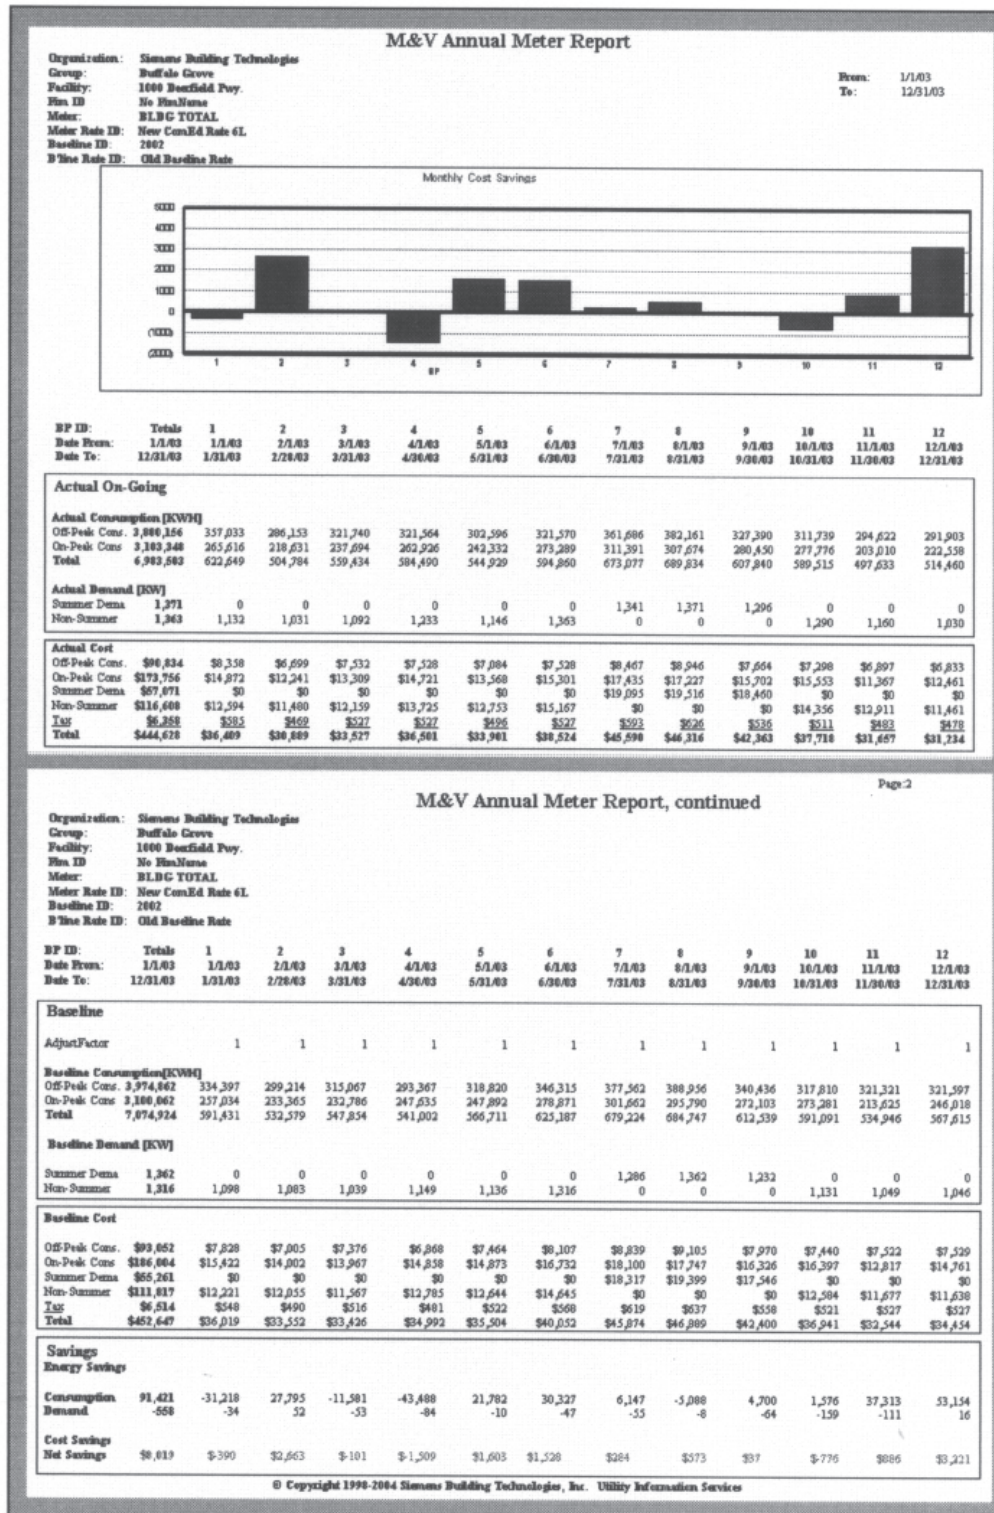 M&V Annual Meter Report
Organization: Siemens Building Technologies
Group: Buffalo Grove
Facility: 1000 Deerfield Pwy.
From: 1/1/03
To: 12/31/03
Firm ID No FirmName
Meter: BLDG TOTAL
Meter Rate ID: New ComEd Rate 6L
Baseline ID: 2002
B'line Rate ID: Old Baseline Rate
Monthly Cost Savings
5000
4000
3000
2000
1000
0
(1000)
(2000)
1 2 3 4 5 6 7 8 9 10 11 12
BP
BP ID: Totals 1 2 3 4 5 6 7 8 9 10 11 12
Date From: 1/1/03 1/1/03 2/1/03 3/1/03 4/1/03 5/1/03 6/1/03 7/1/03 8/1/03 9/1/03 10/1/03 11/1/03 12/1/03
Date To: 12/31/03 1/31/03 2/28/03 3/31/03 4/30/03 5/31/03 6/30/03 7/31/03 8/31/03 9/30/03 10/31/03 11/30/03 12/31/03
Actual On-Going
Actual Consumption [KWH]
Off-Peak Cons. 3,880,156 357,033 286,153 321,740 321,564 302,596 321,570 361,686 382,161 327,390 311,739 294,622 291,903
On-Peak Cons 3,103,348 265,616 218,631 237,694 262,926 242,332 273,289 311,391 307,674 280,450 277,776 203,010 222,558
Total 6,983,503 622,649 504,784 559,434 584,490 544,929 594,860 673,077 689,834 607,840 589,515 497,633 514,460
Actual Demand [KW]
Summer Dema 1,371 0 0 0 0 0 0 1,341 1,371 1,296 0 0 0
Non-Summer 1,363 1,132 1,031 1,092 1,233 1,146 1,363 0 0 0 1,290 1,160 1,030
Actual Cost
Off-Peak Cons. $90,834 $8,358 $6,699 $7,532 $7,528 $7,084 $7,528 $8,467 $8,946 $7,664 $7,298 $6,897 $6,833
On-Peak Cons $173,756 $14,872 $12,241 $13,309 $14,721 $13,568 $15,301 $17,435 $17,227 $15,702 $15,553 $11,367 $12,461
Summer Dema $57,071 $0 $0 $0 $0 $0 $0 $19,095 $19,516 $18,460 $0 $0 $0
Non-Summer $116,608 $12,594 $11,480 $12,159 $13,725 $12,753 $15,167 $0 $0 $0 $14,356 $12,911 $11,461
Tax $6,358 $585 $469 $527 $527 $496 $527 $593 $626 $536 $511 $483 $478
Total $444,628 $36,409 $30,889 $33,527 $36,501 $33,901 $38,524 $45,590 $46,316 $42,363 $37,718 $31,657 $31,234
Page:2
M&V Annual Meter Report, continued
Organization: Siemens Building Technologies
Group: Buffalo Grove
Facility: 1000 Deerfield Pwy.
Firm ID No FirmName
Meter: BLDG TOTAL
Meter Rate ID: New ComEd Rate 6L
Baseline ID: 2002
B'line Rate ID: Old Baseline Rate
BP ID: Totals 1 2 3 4 5 6 7 8 9 10 11 12
Date From: 1/1/03 1/1/03 2/1/03 3/1/03 4/1/03 5/1/03 6/1/03 7/1/03 8/1/03 9/1/03 10/1/03 11/1/03 12/1/03
Date To: 12/31/03 1/31/03 2/28/03 3/31/03 4/30/03 5/31/03 6/30/03 7/31/03 8/31/03 9/30/03 10/31/03 11/30/03 12/31/03
Baseline
AdjustFactor 1 1 1 1 1 1 1 1 1 1 1 1
Baseline Consumption[KWH]
Off-Peak Cons. 3,974,862 334,397 299,214 315,067 293,367 318,820 346,315 377,562 388,956 340,436 317,810 321,321 321,597
On-Peak Cons 3,100,062 257,034 233,365 232,786 247,635 247,892 278,871 301,662 295,790 272,103 273,281 213,625 246,018
Total 7,074,924 591,431 532,579 547,854 541,002 566,711 625,187 679,224 684,747 612,539 591,091 534,946 567,615
Baseline Demand [KW]
Summer Dema 1,362 0 0 0 0 0 0 1,286 1,362 1,232 0 0 0
Non-Summer 1,316 1,098 1,083 1,039 1,149 1,136 1,316 0 0 0 1,131 1,049 1,046
Baseline Cost
Off-Peak Cons. $93,052 $7,828 $7,005 $7,376 $6,868 $7,464 $8,107 $8,839 $9,105 $7,970 $7,440 $7,522 $7,529
On-Peak Cons $186,004 $15,422 $14,002 $13,967 $14,858 $14,873 $16,732 $18,100 $17,747 $16,326 $16,397 $12,817 $14,761
Summer Dema $55,261 $0 $0 $0 $0 $0 $0 $18,317 $19,399 $17,546 $0 $0 $0
Non-Summer $111,817 $12,221 $12,055 $11,567 $12,785 $12,644 $14,645 $0 $0 $0 $12,584 $11,677 $11,638
Tax $6,514 $548 $490 $516 $481 $522 $568 $619 $637 $558 $521 $527 $527
Total $452,647 $36,019 $33,552 $33,426 $34,992 $35,504 $40,052 $45,874 $46,889 $42,400 $36,941 $32,544 $34,454
Savings
Energy Savings
Consumption 91,421 -31,218 27,795 -11,581 -43,488 21,782 30,327 6,147 -5,088 4,700 1,576 37,313 53,154
Demand -558 -34 52 -53 -84 -10 -47 -55 -8 -64 -159 -111 16
Cost Savings
Net Savings $8,019 $-390 $2,663 $-101 $-1,509 $1,603 $1,528 $284 $573 $37 $-776 $886 $3,221
© Copyright 1998-2004 Siemens Building Technologies, Inc. Utility Information Services